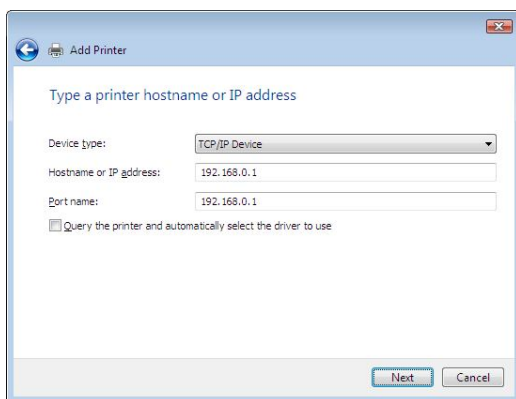 Add Printer
Type a printer hostname or IP address
Device type: TCP/IP Device
Hostname or IP address: 192.168.0.1
Port name: 192.168.0.1
Query the printer and automatically select the driver to use
Next Cancel